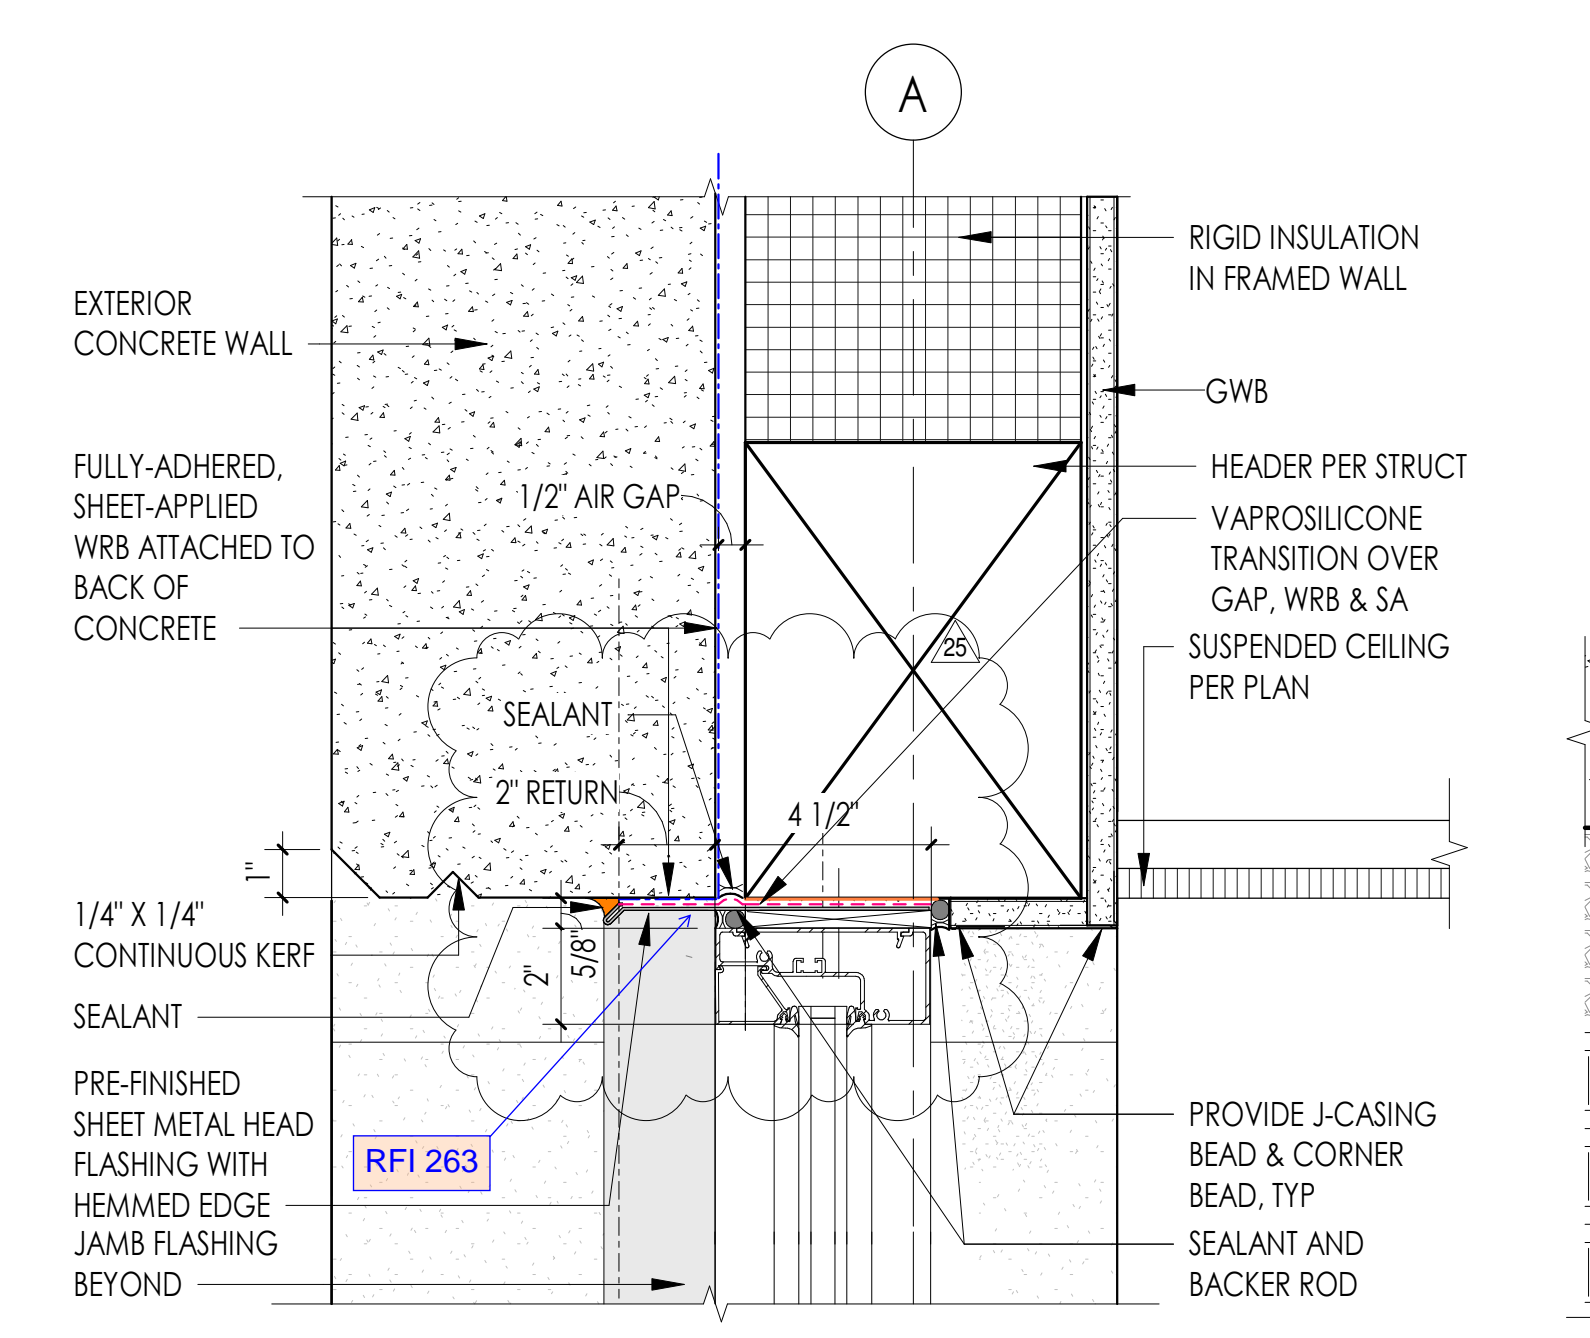 A
EXTERIOR
CONCRETE WALL
FULLY-ADHERED,
SHEET-APPLIED
WRB ATTACHED TO
BACK OF
CONCRETE
1/2" AIR GAP
SEALANT
2" RETURN
4 1/2"
25
1"
1/4" X 1/4"
CONTINUOUS KERF
SEALANT
2"
5/8"
PRE-FINISHED
SHEET METAL HEAD
FLASHING WITH
HEMMED EDGE
JAMB FLASHING
BEYOND
RFI 263
RIGID INSULATION
IN FRAMED WALL
GWB
HEADER PER STRUCT
VAPROSILICONE
TRANSITION OVER
GAP, WRB & SA
SUSPENDED CEILING
PER PLAN
PROVIDE J-CASING
BEAD & CORNER
BEAD, TYP
SEALANT AND
BACKER ROD